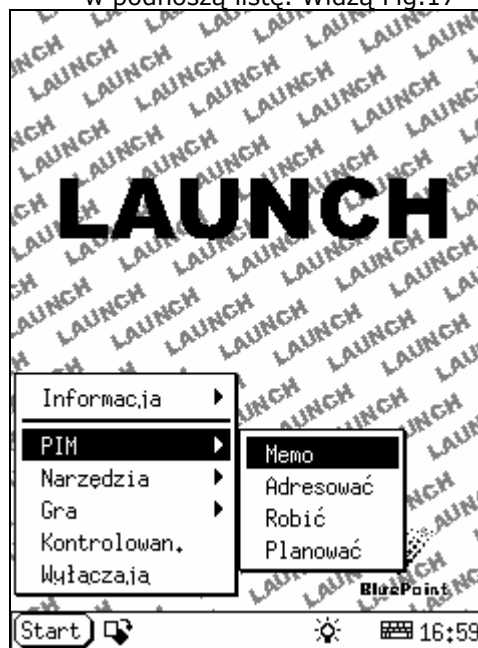 w podnoszą listę. Widzą Fig.17
LAUNCH
Informacja
PIM
Narzędzia
Gra
Kontrolowan.
Wyłączają
Memo
Adresować
Robić
Planować
BluePoint
Start 16:59